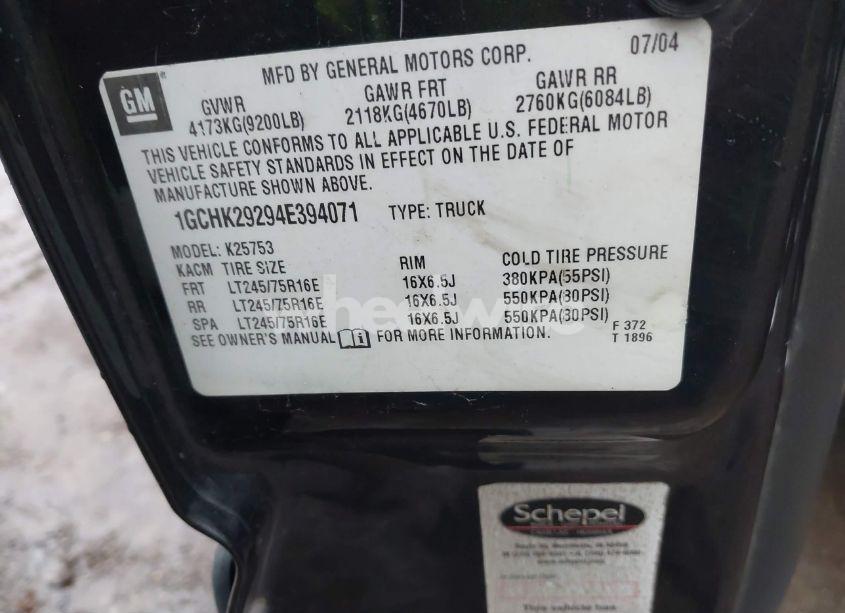 GM
MFD BY GENERAL MOTORS CORP. 07/04
GVWR GAWR FRT GAWR RR
4173KG(9200LB) 2118KG(4670LB) 2760KG(6084LB)
THIS VEHICLE CONFORMS TO ALL APPLICABLE U.S. FEDERAL MOTOR
VEHICLE SAFETY STANDARDS IN EFFECT ON THE DATE OF
MANUFACTURE SHOWN ABOVE.
1GCHK29294E394071 TYPE: TRUCK
MODEL: K25753
KACM TIRE SIZE RIM COLD TIRE PRESSURE
FRT LT245/75R16E 16X6.5J 380KPA(55PSI)
RR LT245/75R16E 16X6.5J 550KPA(80PSI)
SPA LT245/75R16E 16X6.5J 550KPA(80PSI)
SEE OWNER'S MANUAL FOR MORE INFORMATION.
F 372
T 1896
Schepel
This vehicle has